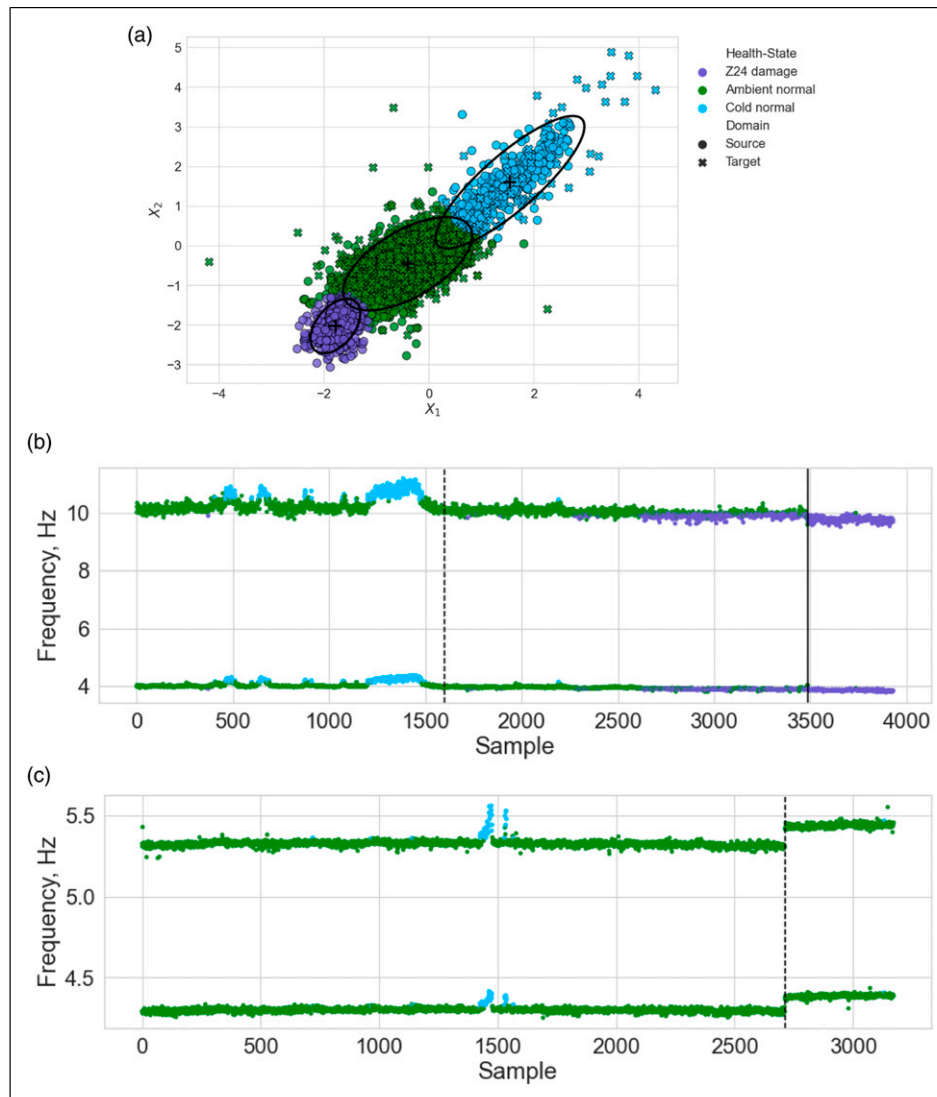 (a)
5
4
3
2
1
0
−1
−2
−3
X2
−4
−2
0
2
4
X1
Health-State
Z24 damage
Ambient normal
Cold normal
Domain
Source
Target
(b)
10
8
6
4
Frequency, Hz
0 500 1000 1500 2000 2500 3000 3500 4000
Sample
(c)
5.5
5.0
4.5
Frequency, Hz
0 500 1000 1500 2000 2500 3000
Sample